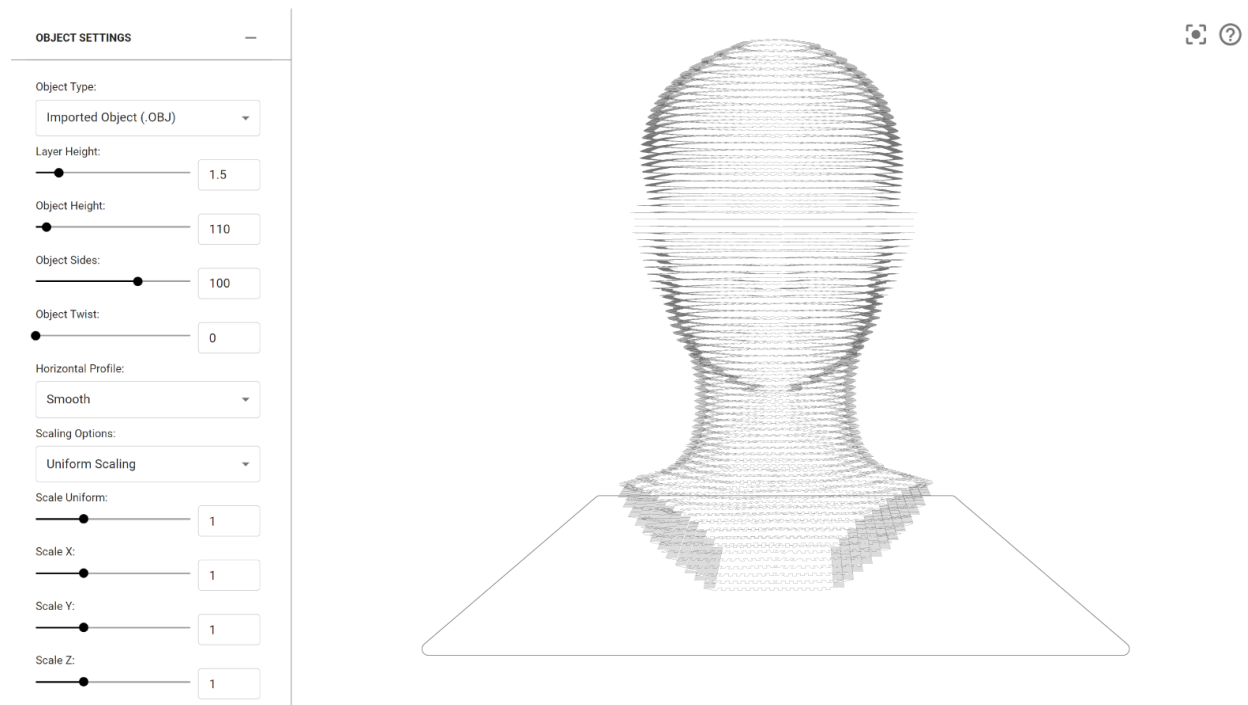 OBJECT SETTINGS
Object Type:
Imported Object (.OBJ)
Layer Height:
1.5
Object Height:
110
Object Sides:
100
Object Twist:
0
Horizontal Profile:
Smooth
Scaling Options:
Uniform Scaling
Scale Uniform:
1
Scale X:
1
Scale Y:
1
Scale Z:
1